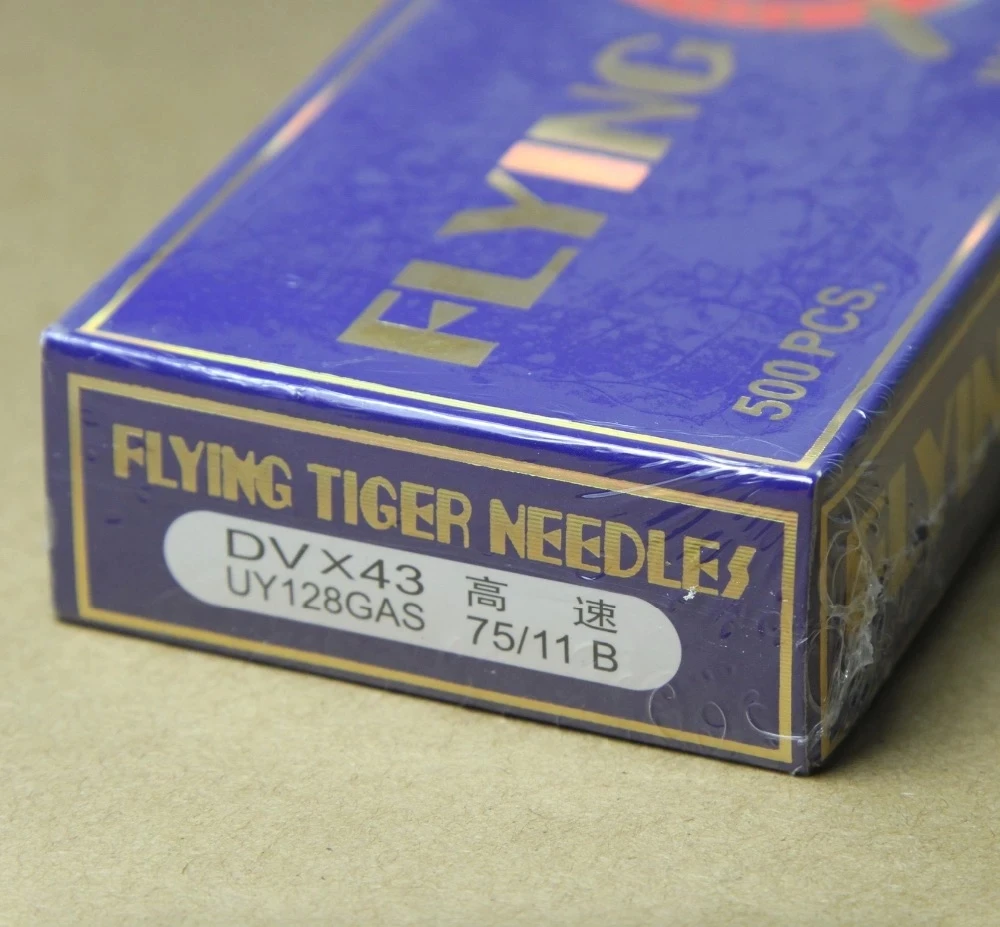 FLYING
500 PCS.
FLYING TIGER NEEDLES
DV×43 高 速
UY128GAS 75/11 B